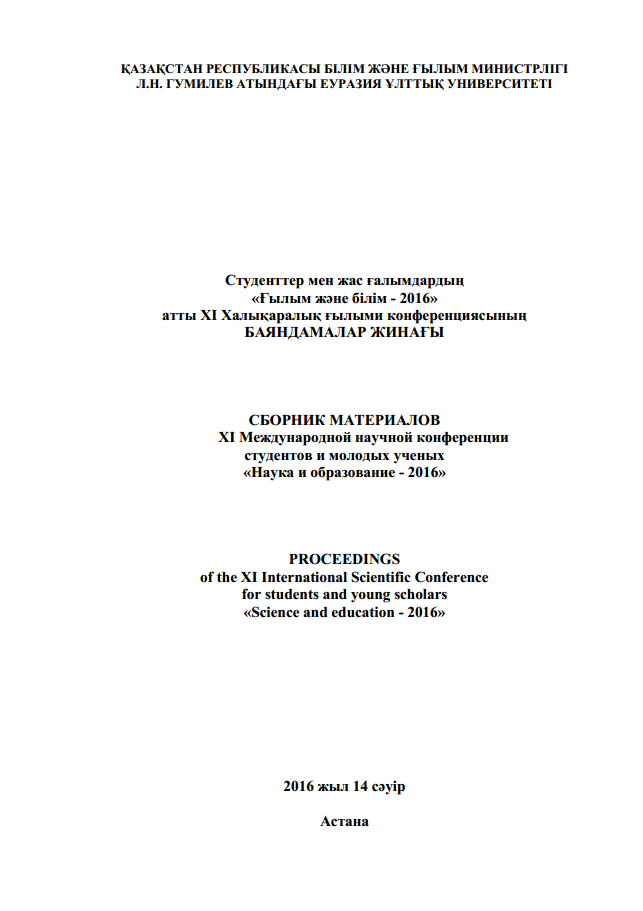 ҚАЗАҚСТАН РЕСПУБЛИКАСЫ БІЛІМ ЖӘНЕ ҒЫЛЫМ МИНИСТРЛІГІ
Л.Н. ГУМИЛЕВ АТЫНДАҒЫ ЕУРАЗИЯ ҰЛТТЫҚ УНИВЕРСИТЕТІ
Студенттер мен жас ғалымдардың
«Ғылым және білім - 2016»
атты XI Халықаралық ғылыми конференциясының
БАЯНДАМАЛАР ЖИНАҒЫ
СБОРНИК МАТЕРИАЛОВ
XI Международной научной конференции
студентов и молодых ученых
«Наука и образование - 2016»
PROCEEDINGS
of the XI International Scientific Conference
for students and young scholars
«Science and education - 2016»
2016 жыл 14 сәуір
Астана